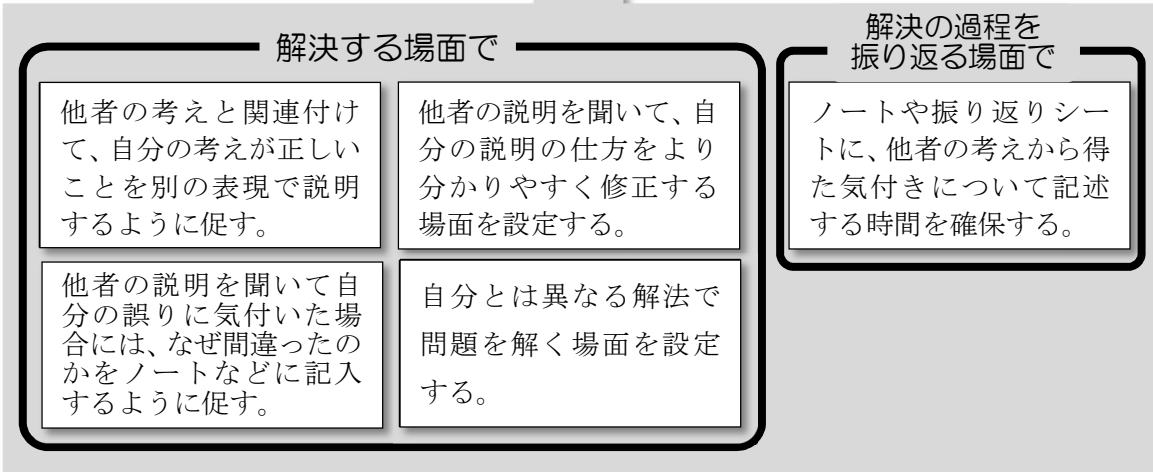 解決する場面で
他者の考えと関連付け
て、自分の考えが正しい
ことを別の表現で説明
するように促す。
他者の説明を聞いて、自
分の説明の仕方をより
分かりやすく修正する
場面を設定する。
他者の説明を聞いて自
分の誤りに気付いた場
合には、なぜ間違ったの
かをノートなどに記入
するように促す。
自分とは異なる解法で
問題を解く場面を設定
する。
解決の過程を
振り返る場面で
ノートや振り返りシー
トに、他者の考えから得
た気付きについて記述
する時間を確保する。